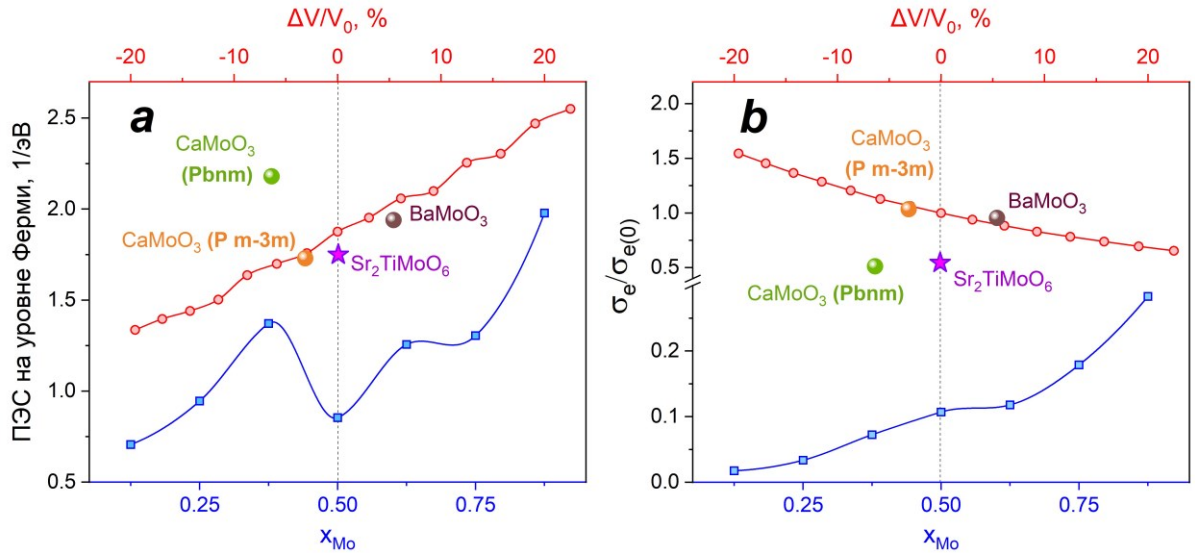 ΔV/V₀, %
-20 -10 0 10 20
a
ПЭС на уровне Ферми, 1/эВ
2.5
2.0
1.5
1.0
0.5
CaMoO₃
(Pbnm)
BaMoO₃
CaMoO₃ (P m-3m)
Sr₂TiMoO₆
0.25 0.50 0.75
x_Mo
ΔV/V₀, %
-20 -10 0 10 20
b
σₑ/σₑ₍₀₎
2.0
1.5
1.0
0.5
0.2
0.1
0.0
CaMoO₃
(P m-3m)
BaMoO₃
CaMoO₃ (Pbnm)
Sr₂TiMoO₆
0.25 0.50 0.75
x_Mo